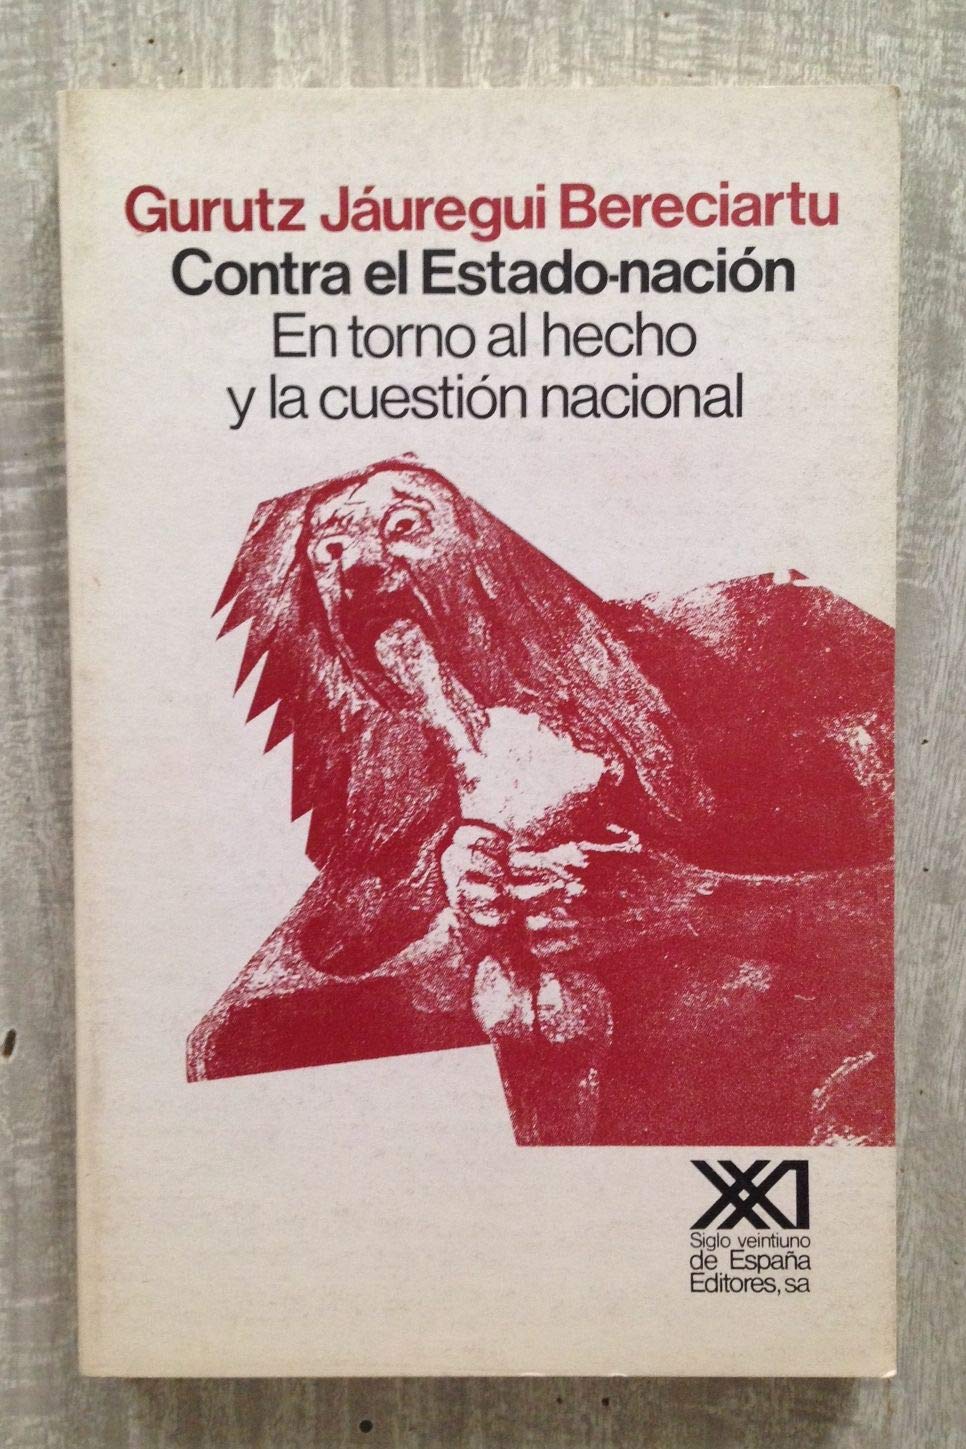 Gurutz Jáuregui Bereciartu
Contra el Estado-nación
En torno al hecho
y la cuestión nacional
XXI
Siglo veintiuno
de España
Editores, sa